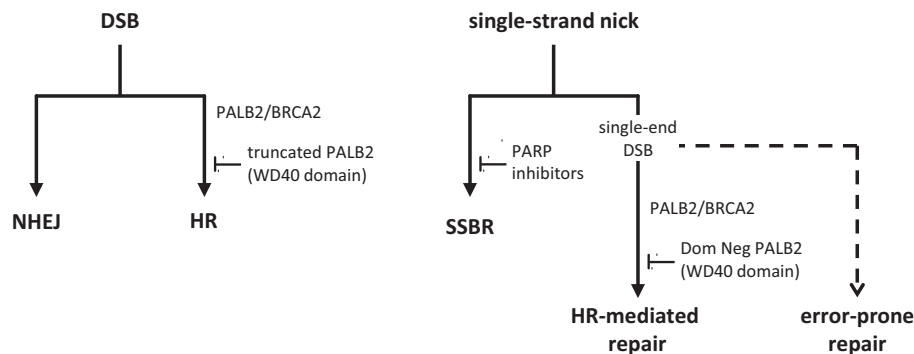 DSB
PALB2/BRCA2
truncated PALB2
(WD40 domain)
NHEJ
HR
single-strand nick
single-end
DSB
PARP
inhibitors
SSBR
PALB2/BRCA2
Dom Neg PALB2
(WD40 domain)
HR-mediated
repair
error-prone
repair